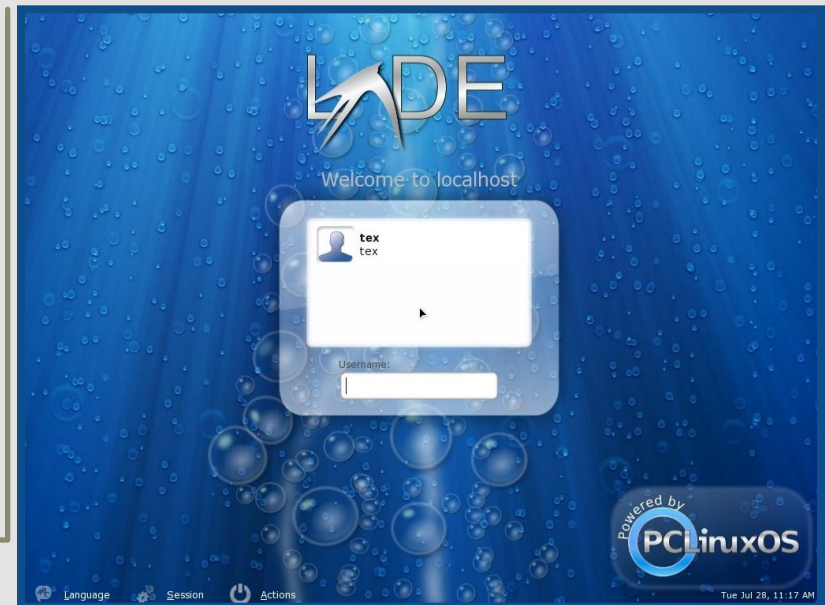 LXDE
Welcome to localhost
tex
tex
Username:
Powered by
PCLinuxOS
Language Session Actions
Tue Jul 28, 11:17 AM